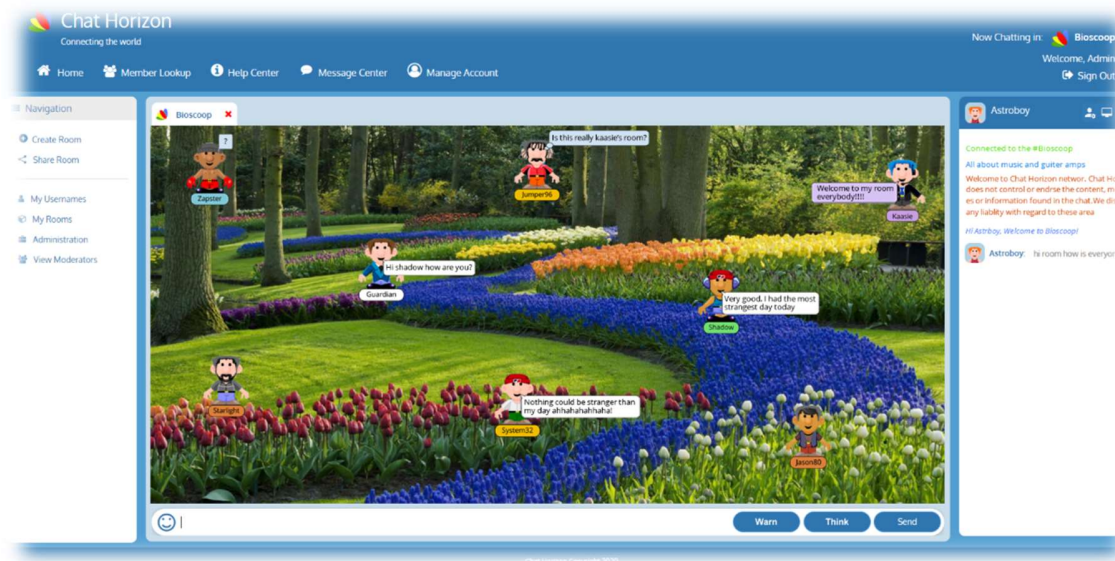 Chat Horizon
Connecting the world
Now Chatting in: Bioscoop
Welcome, Admin
Sign Out
Home Member Lookup Help Center Message Center Manage Account
Navigation
Create Room
Share Room
My Usernames
My Rooms
Administration
View Moderators
Bioscoop
?
Zapster
Is this really kaasie's room?
Jumper96
Welcome to my room
everybody!!!!
Kaasie
Hi shadow how are you?
Guardian
Very good, I had the most
strangest day today
Shadow
Starlight
Nothing could be stranger than
my day ahhahahahhaha!
System32
Jason80
Warn Think Send
Astroboy
Connected to the #Bioscoop
All about music and guiter amps
Welcome to Chat Horizon networ. Chat H
does not control or endrse the content, m
es or information found in the chat. We di
any liablity with regard to these area
Hi Astrboy, Welcome to Bioscoop!
Astroboy: hi room how is everyon